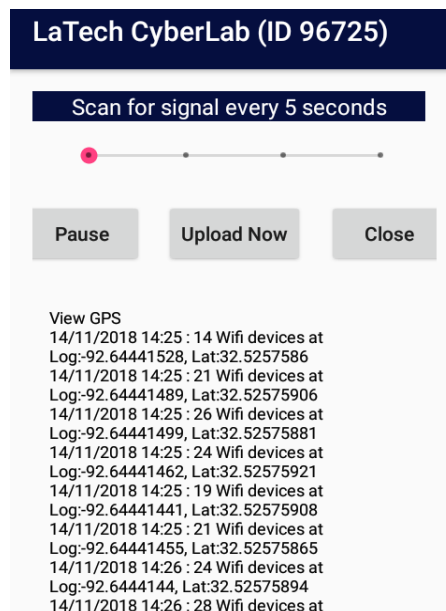 LaTech CyberLab (ID 96725)
Scan for signal every 5 seconds
Pause Upload Now Close
View GPS
14/11/2018 14:25 : 14 Wifi devices at
Log:-92.64441528, Lat:32.5257586
14/11/2018 14:25 : 21 Wifi devices at
Log:-92.64441489, Lat:32.52575906
14/11/2018 14:25 : 26 Wifi devices at
Log:-92.64441499, Lat:32.52575881
14/11/2018 14:25 : 24 Wifi devices at
Log:-92.64441462, Lat:32.52575921
14/11/2018 14:25 : 19 Wifi devices at
Log:-92.64441441, Lat:32.52575908
14/11/2018 14:25 : 21 Wifi devices at
Log:-92.64441455, Lat:32.52575865
14/11/2018 14:26 : 24 Wifi devices at
Log:-92.6444144, Lat:32.52575894
14/11/2018 14:26 : 28 Wifi devices at